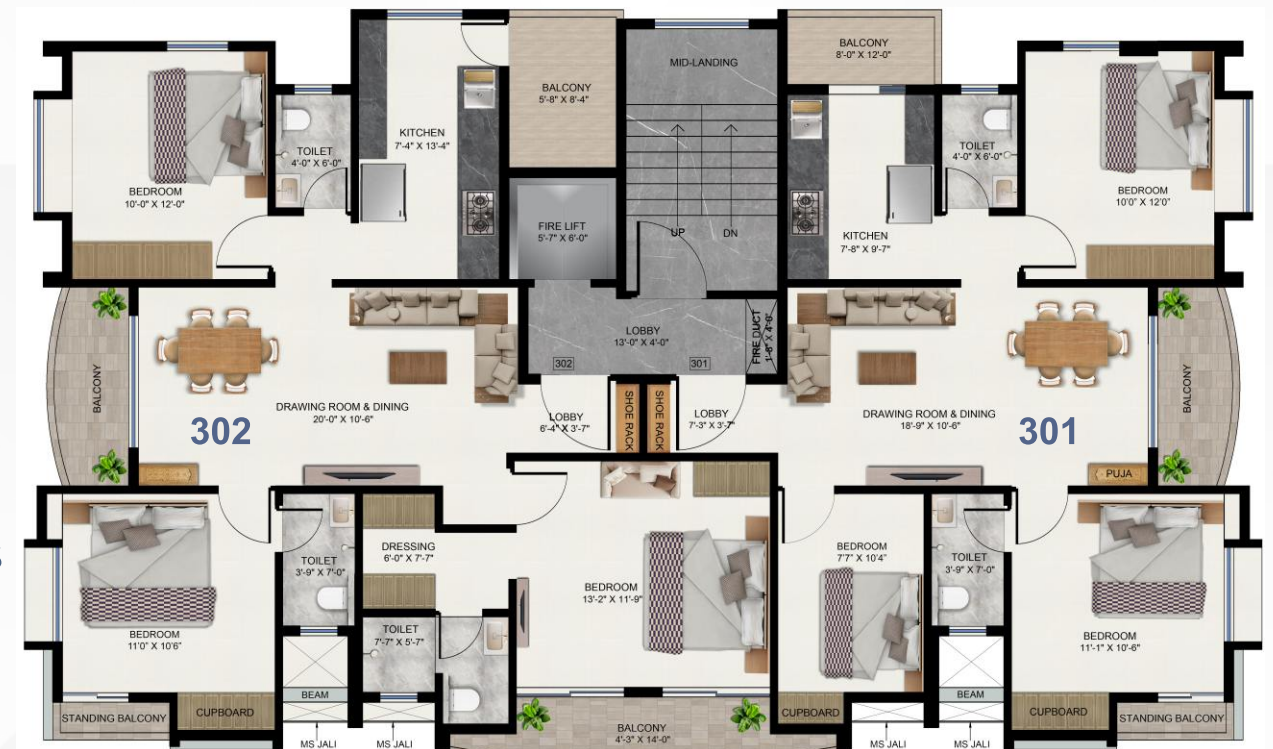 BALCONY
5'-8" X 8'-4"
MID-LANDING
BALCONY
8'-0" X 12'-0"
KITCHEN
7'-4" X 13'-4"
TOILET
4'-0" X 6'-0"
TOILET
4'-0" X 6'-0"
BEDROOM
10'-0" X 12'-0"
BEDROOM
10'0" X 12'0"
FIRE LIFT
5'-7" X 6'-0"
UP
DN
KITCHEN
7'-8" X 9'-7"
LOBBY
13'-0" X 4'-0"
FIRE DUCT
1'-6" X 4'-6"
302
301
BALCONY
BALCONY
DRAWING ROOM & DINING
20'-0" X 10'-6"
302
LOBBY
6'-4" X 3'-7"
SHOE RACK
SHOE RACK
LOBBY
7'-3" X 3'-7"
DRAWING ROOM & DINING
18'-9" X 10'-6"
301
PUJA
DRESSING
6'-0" X 7'-7"
TOILET
3'-9" X 7'-0"
BEDROOM
13'-2" X 11'-9"
BEDROOM
7'7" X 10'4"
TOILET
3'-9" X 7'-0"
BEDROOM
11'0" X 10'6"
TOILET
7'-7" X 5'-7"
BEDROOM
11'-1" X 10'-6"
BEAM
BEAM
STANDING BALCONY
CUPBOARD
BALCONY
4'-3" X 14'-0"
CUPBOARD
CUPBOARD
STANDING BALCONY
MS JALI
MS JALI
MS JALI
MS JALI